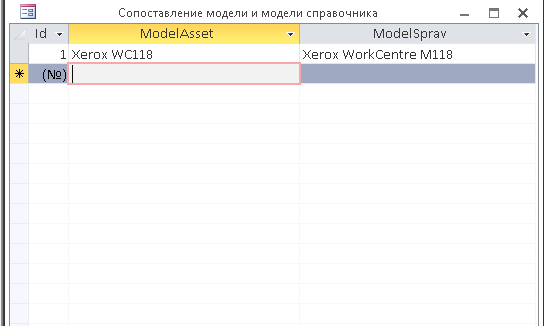 Сопоставление модели и модели справочника
Id ModelAsset ModelSprav
1 Xerox WC118 Xerox WorkCentre M118
* (№)